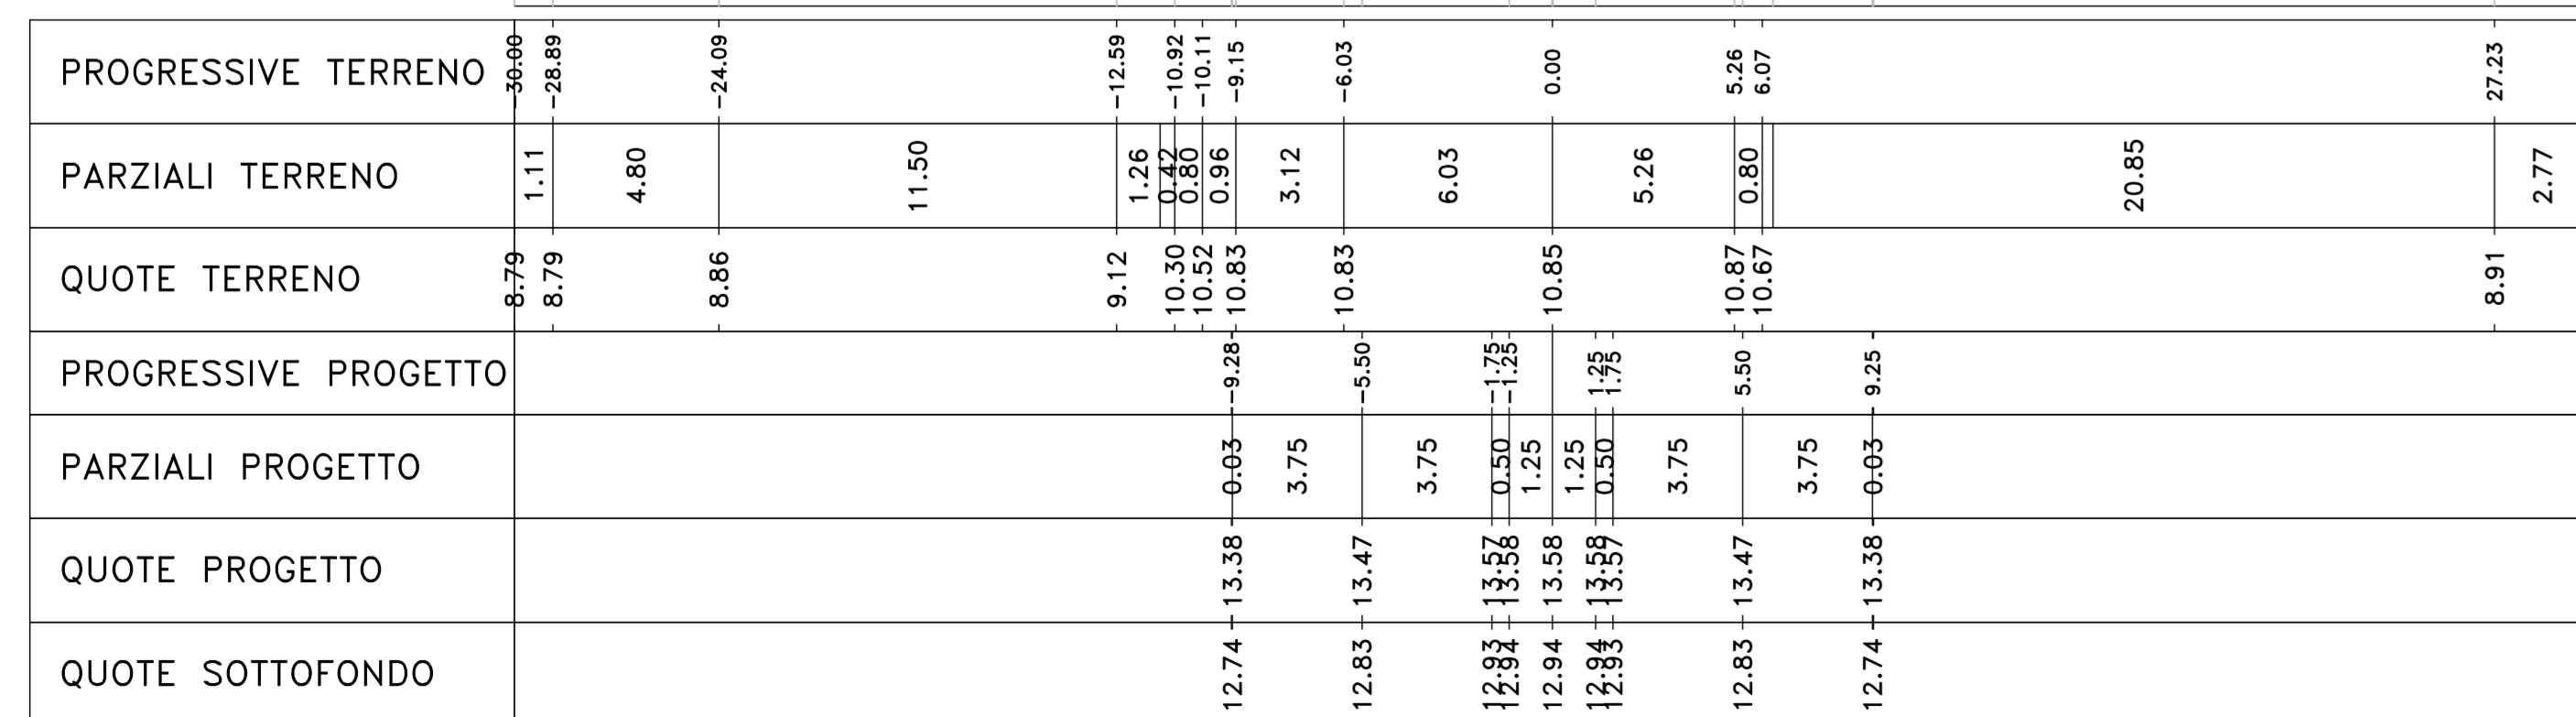 PROGRESSIVE TERRENO -30.00 -28.89 -24.09 -12.59 -10.92 -10.11 -9.15 -6.03 0.00 5.26 6.07 27.23
PARZIALI TERRENO 1.11 4.80 11.50 1.26 0.42 0.80 0.96 3.12 6.03 5.26 0.80 20.85 2.77
QUOTE TERRENO 8.79 8.79 8.86 9.12 10.30 10.52 10.83 10.83 10.85 10.87 10.67 8.91
PROGRESSIVE PROGETTO -9.28 -5.50 -1.75 -1.25 1.25 1.75 5.50 9.25
PARZIALI PROGETTO 0.03 3.75 3.75 0.50 1.25 1.25 0.50 3.75 3.75 0.03
QUOTE PROGETTO 13.38 13.47 13.57 13.58 13.58 13.58 13.57 13.47 13.38
QUOTE SOTTOFONDO 12.74 12.83 12.93 12.94 12.94 12.94 12.93 12.83 12.74